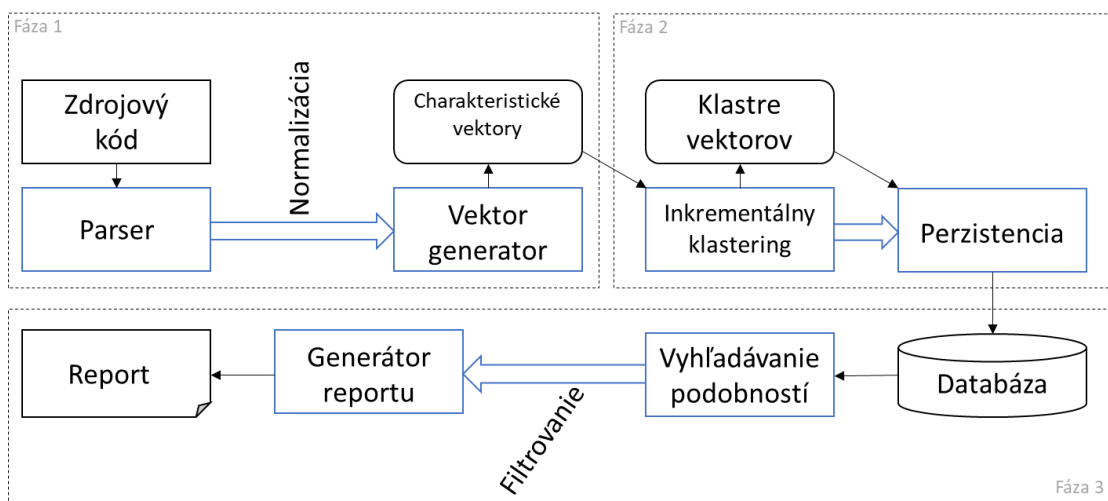 Fáza 1
Zdrojový
kód
Parser
Normalizácia
Charakteristické
vektory
Vektor
generator
Fáza 2
Klastre
vektorov
Inkrementálny
klastering
Perzistencia
Report
Generátor
reportu
Filtrovanie
Vyhľadávanie
podobností
Databáza
Fáza 3